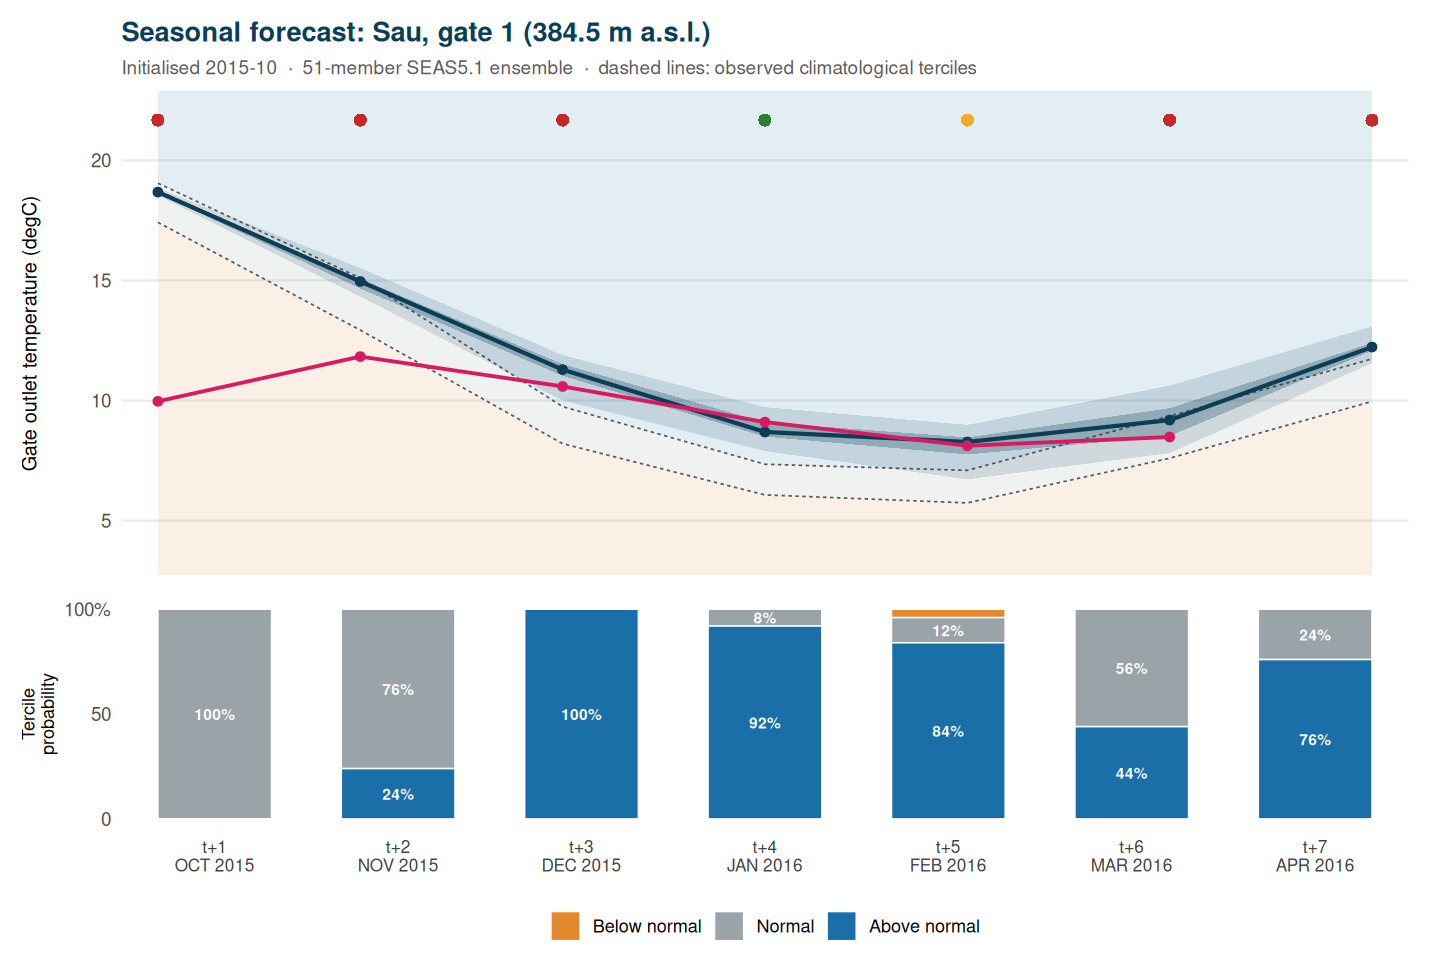 Seasonal forecast: Sau, gate 1 (384.5 m a.s.l.)
Initialised 2015-10 · 51-member SEAS5.1 ensemble · dashed lines: observed climatological terciles
Gate outlet temperature (degC)
20
15
10
5
Tercile
probability
100%
50
0
100%
76%
24%
100%
8%
92%
12%
84%
56%
44%
24%
76%
t+1
OCT 2015
t+2
NOV 2015
t+3
DEC 2015
t+4
JAN 2016
t+5
FEB 2016
t+6
MAR 2016
t+7
APR 2016
Below normal
Normal
Above normal